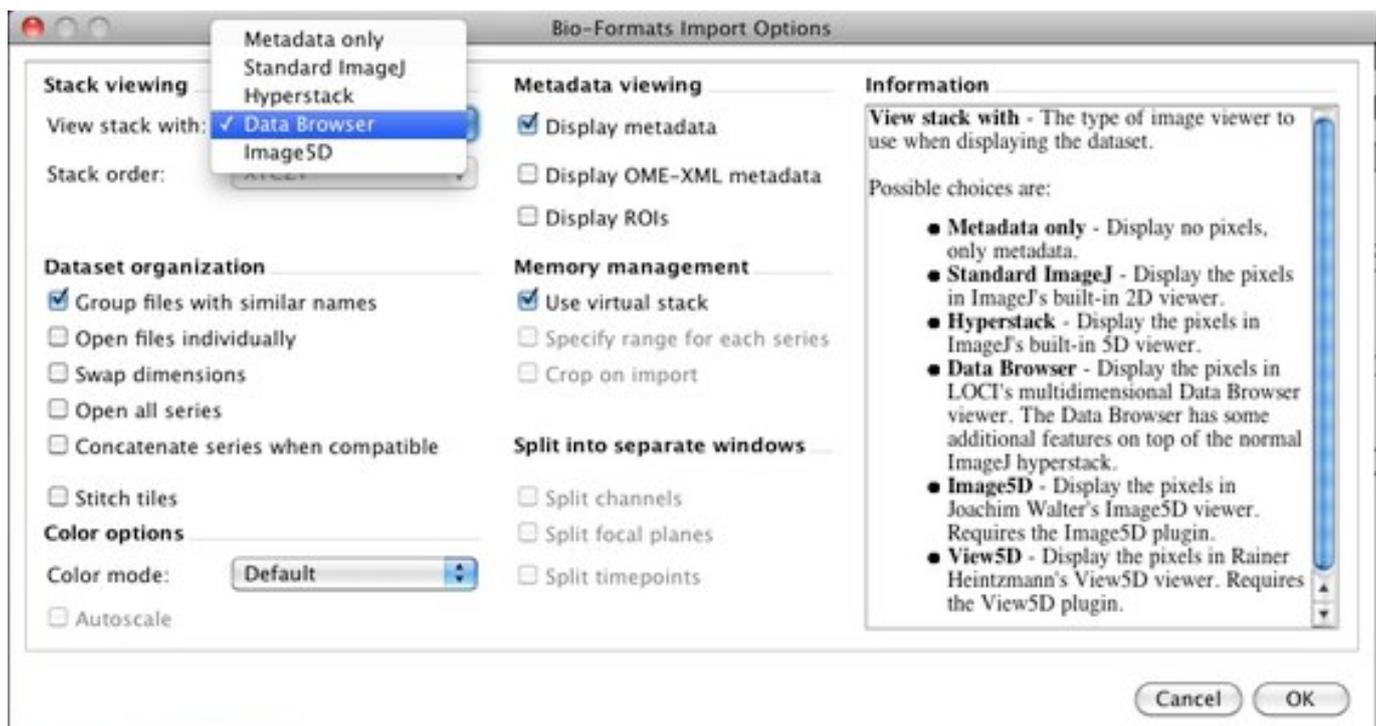 Bio-Formats Import Options
Stack viewing
View stack with:
Metadata only
Standard ImageJ
Hyperstack
✓ Data Browser
Image5D
Stack order:
XYCZT
Dataset organization
Group files with similar names
Open files individually
Swap dimensions
Open all series
Concatenate series when compatible
Stitch tiles
Color options
Color mode: Default
Autoscale
Metadata viewing
Display metadata
Display OME-XML metadata
Display ROIs
Memory management
Use virtual stack
Specify range for each series
Crop on import
Split into separate windows
Split channels
Split focal planes
Split timepoints
Information
View stack with - The type of image viewer to
use when displaying the dataset.
Possible choices are:
● Metadata only - Display no pixels,
only metadata.
● Standard ImageJ - Display the pixels
in ImageJ's built-in 2D viewer.
● Hyperstack - Display the pixels in
ImageJ's built-in 5D viewer.
● Data Browser - Display the pixels in
LOCI's multidimensional Data Browser
viewer. The Data Browser has some
additional features on top of the normal
ImageJ hyperstack.
● Image5D - Display the pixels in
Joachim Walter's Image5D viewer.
Requires the Image5D plugin.
● View5D - Display the pixels in Rainer
Heintzmann's View5D viewer. Requires
the View5D plugin.
Cancel
OK